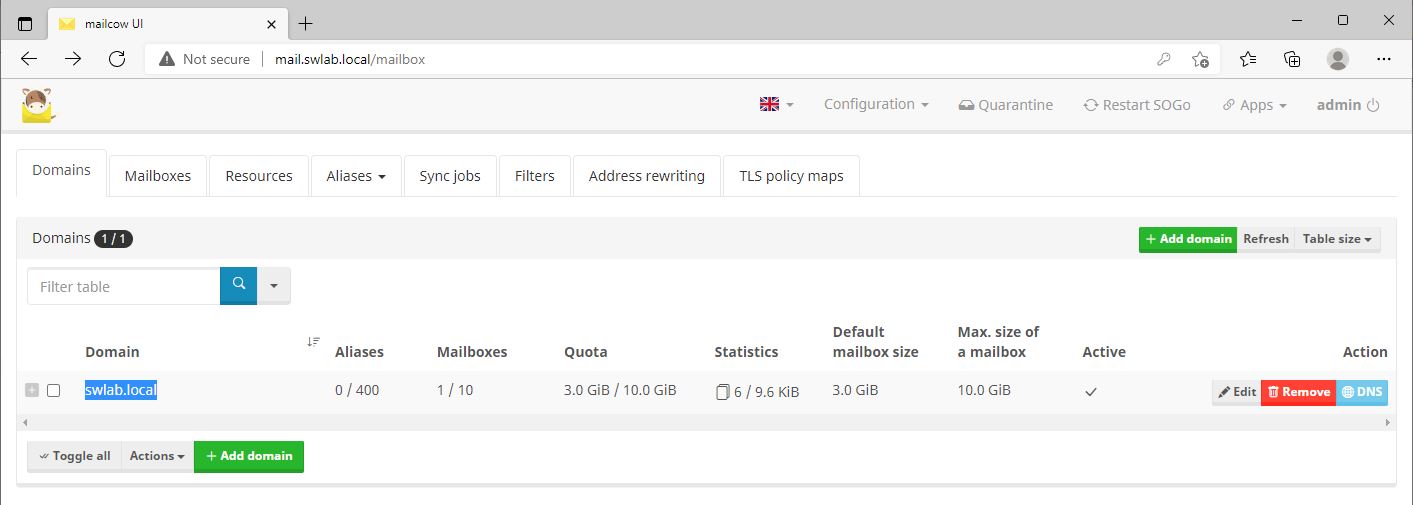 mailcow UI
Not secure | mail.swlab.local/mailbox
Configuration Quarantine Restart SOGo Apps admin
Domains Mailboxes Resources Aliases Sync jobs Filters Address rewriting TLS policy maps
Domains 1 / 1 + Add domain Refresh Table size
Filter table
Domain Aliases Mailboxes Quota Statistics Default mailbox size Max. size of a mailbox Active Action
swlab.local 0 / 400 1 / 10 3.0 GiB / 10.0 GiB 6 / 9.6 KiB 3.0 GiB 10.0 GiB Edit Remove DNS
Toggle all Actions + Add domain